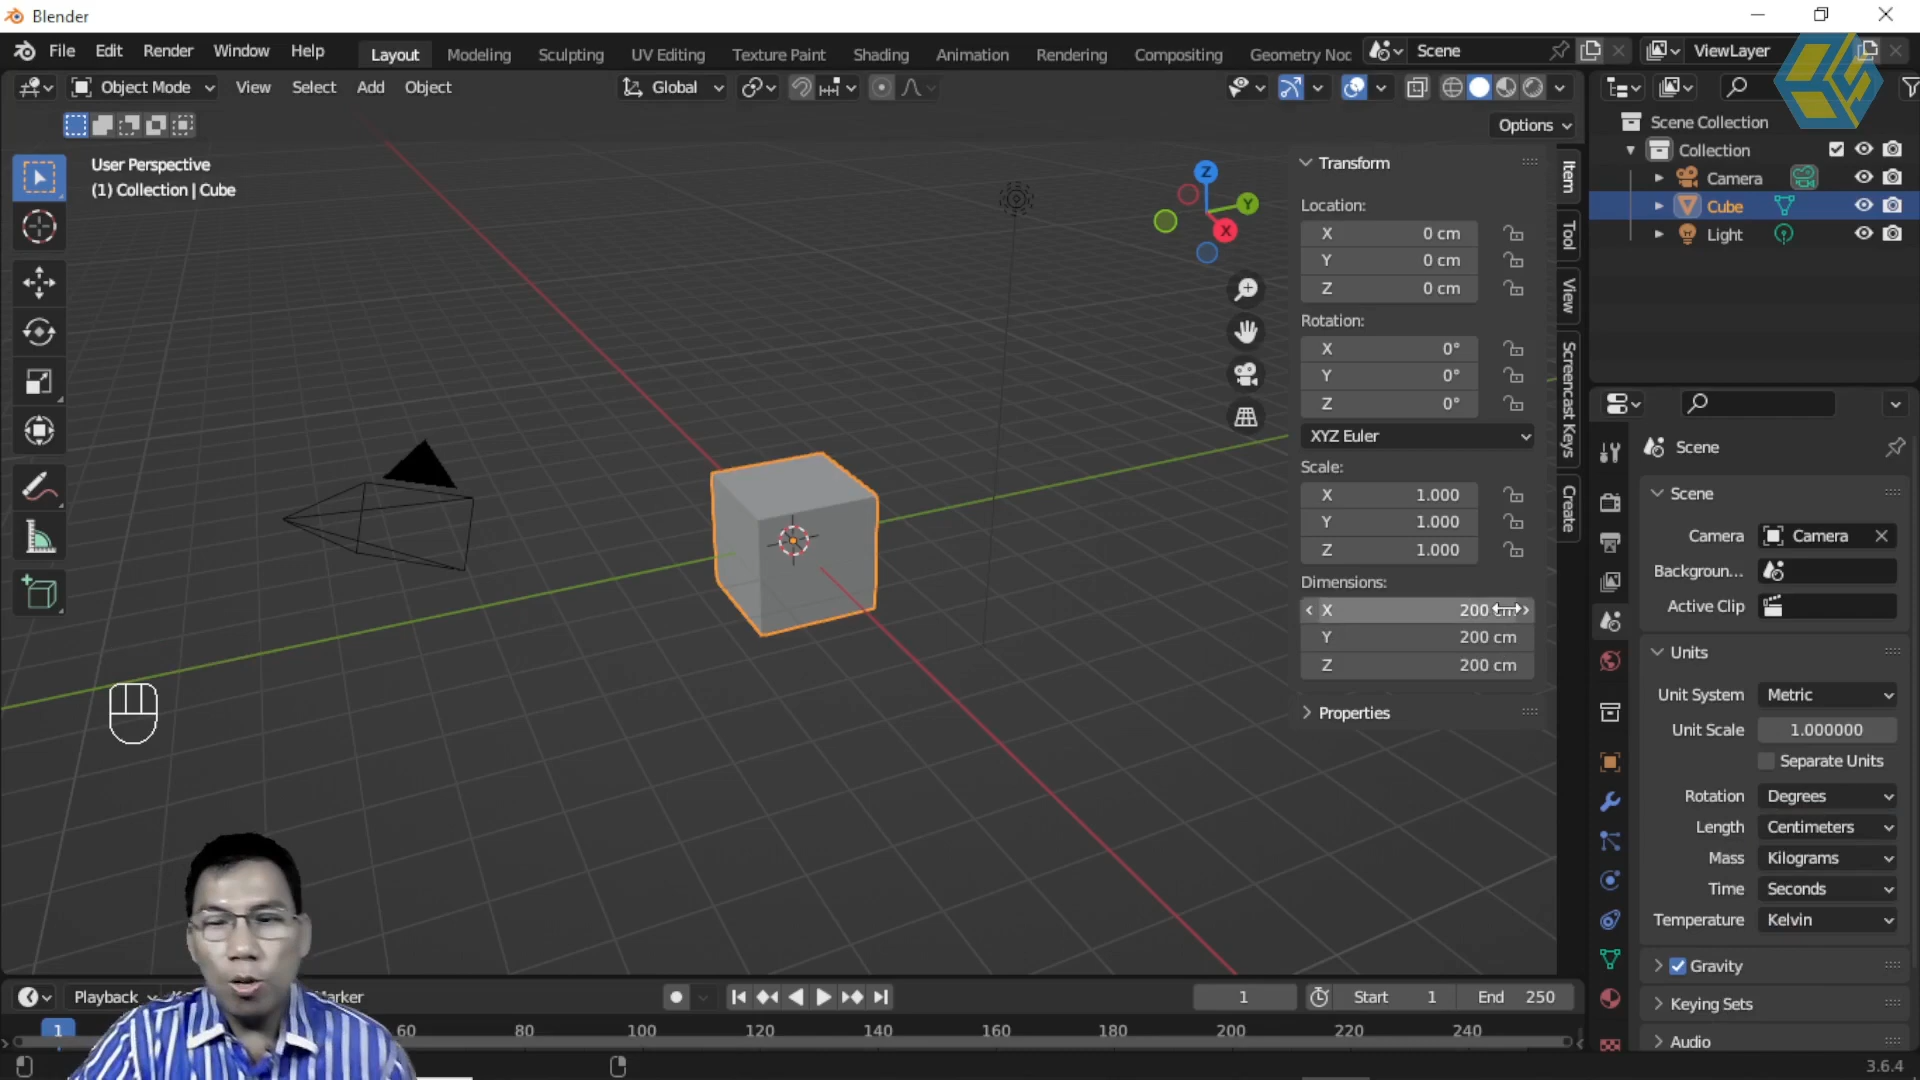 Blender
File Edit Render Window Help
Layout Modeling Sculpting UV Editing Texture Paint Shading Animation Rendering Compositing Geometry Noc
Scene
ViewLayer
Object Mode View Select Add Object
Global
Options
User Perspective
(1) Collection | Cube
Z
Y
X
Transform
Location:
X 0 cm
Y 0 cm
Z 0 cm
Rotation:
X 0°
Y 0°
Z 0°
XYZ Euler
Scale:
X 1.000
Y 1.000
Z 1.000
Dimensions:
X 200 cm
Y 200 cm
Z 200 cm
Properties
Item
Tool
View
Screencast Keys
Create
Scene Collection
Collection
Camera
Cube
Light
Scene
Scene
Camera Camera
Backgroun...
Active Clip
Units
Unit System Metric
Unit Scale 1.000000
Separate Units
Rotation Degrees
Length Centimeters
Mass Kilograms
Time Seconds
Temperature Kelvin
Gravity
Keying Sets
Audio
Playback
Marker
1
Start 1
End 250
1 60 80 100 120 140 160 180 200 220 240
3.6.4